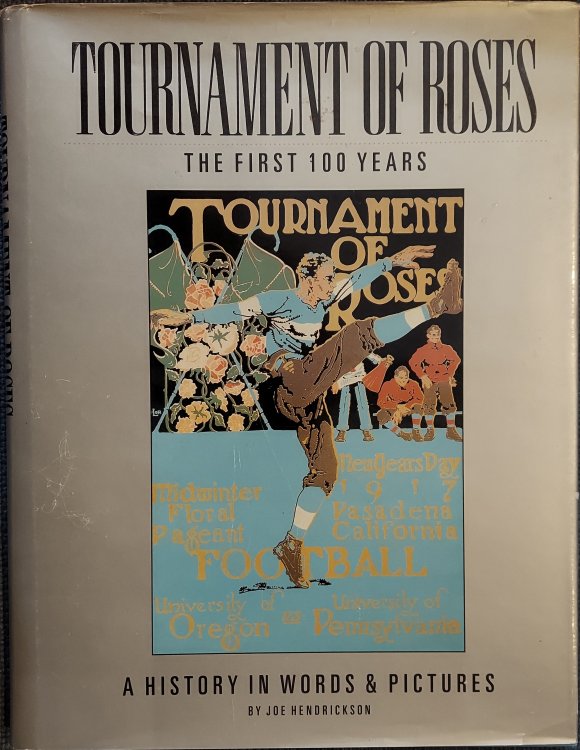 TOURNAMENT OF ROSES
THE FIRST 100 YEARS
TOURNAMENT
OF
ROSES
Midwinter
Floral
Pageant
New Years Day
1917
Pasadena
California
FOOTBALL
University of
Oregon
vs
University of
Pennsylvania
A HISTORY IN WORDS & PICTURES
BY JOE HENDRICKSON